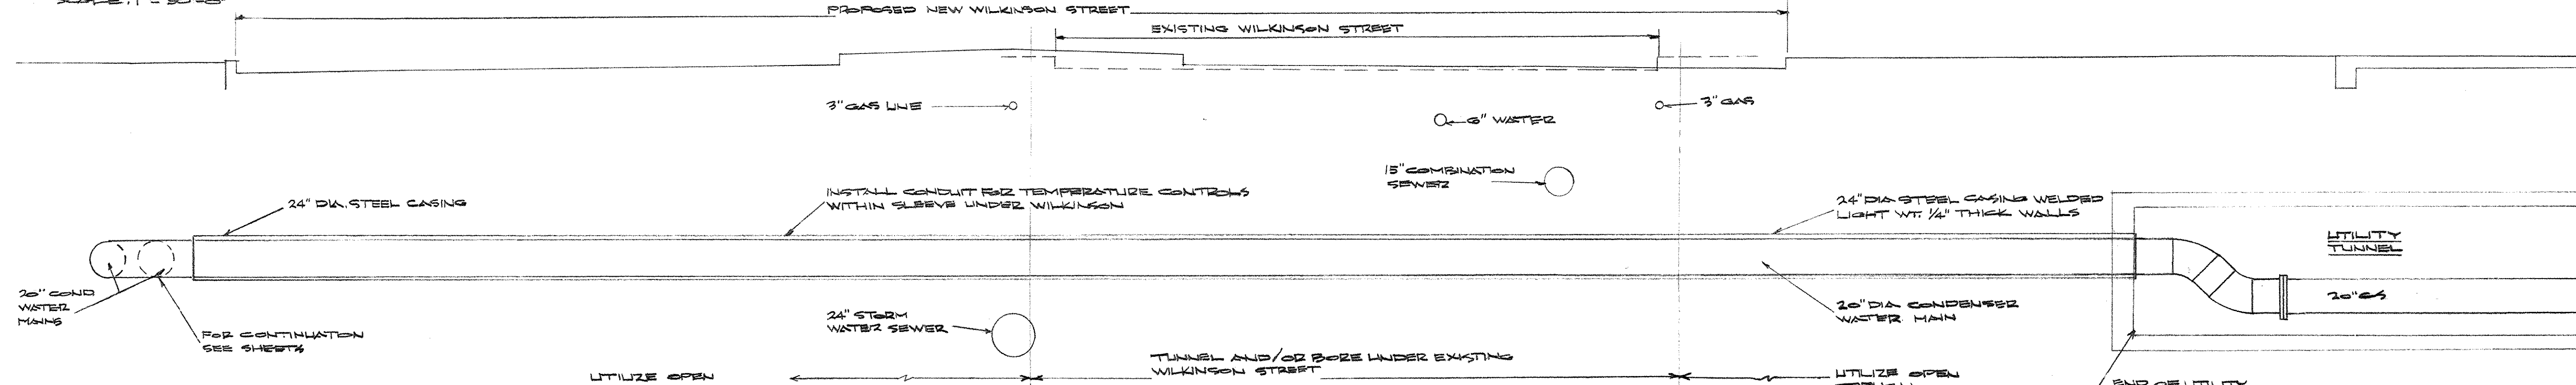 PROPOSED NEW WILKINSON STREET
EXISTING WILKINSON STREET
3" GAS LINE
3" GAS
6" WATER
15" COMBINATION
SEWER
24" DIA. STEEL CASING
INSTALL CONDUIT FOR TEMPERATURE CONTROLS
WITHIN SLEEVE UNDER WILKINSON
24" DIA STEEL CASING WELDED
LIGHT WT. 1/4" THICK WALLS
UTILITY
TUNNEL
20" COND
WATER
MAINS
20" CS
FOR CONTINUATION
SEE SHEETS
24" STORM
WATER SEWER
20" DIA CONDENSER
WATER MAIN
TUNNEL AND/OR BORE UNDER EXISTING
WILKINSON STREET
UTILIZE OPEN
UTILIZE OPEN
END OF UTILITY